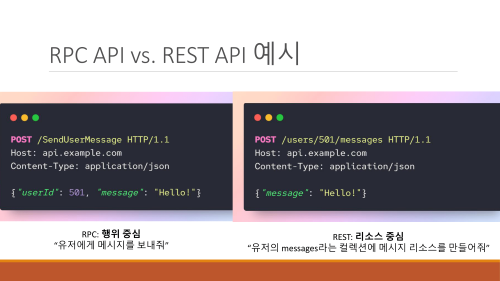 RPC API vs. REST API 예시
POST /SendUserMessage HTTP/1.1
Host: api.example.com
Content-Type: application/json
{"userId": 501, "message": "Hello!"}
RPC: 행위 중심
“유저에게 메시지를 보내줘”
POST /users/501/messages HTTP/1.1
Host: api.example.com
Content-Type: application/json
{"message": "Hello!"}
REST: 리소스 중심
“유저의 messages라는 컬렉션에 메시지 리소스를 만들어줘”